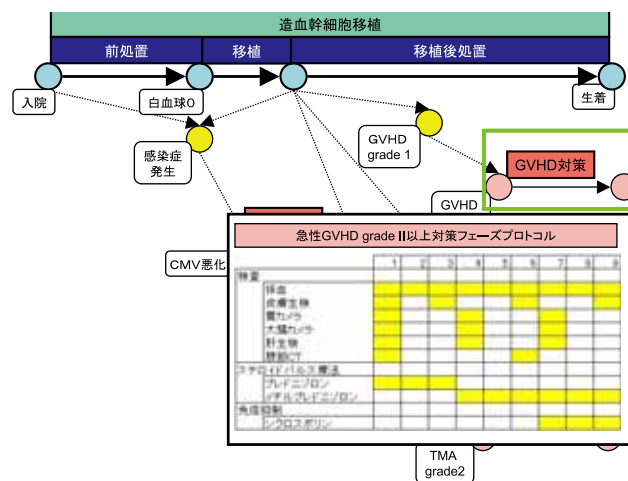 造血幹細胞移植
前処置 移植 移植後処置
入院 白血球0 生着
感染症
発生
GVHD
grade 1
GVHD対策
GVHD
CMV悪化
急性GVHD grade II以上対策フェーズプロトコル
1 2 3 4 5 6 7 8 9
検査
採血
皮膚生検
胃カメラ
大腸カメラ
肝生検
腹部CT
ステロイドパルス療法
プレドニゾロン
メチルプレドニゾロン
免疫抑制
シクロスポリン
TMA
grade2